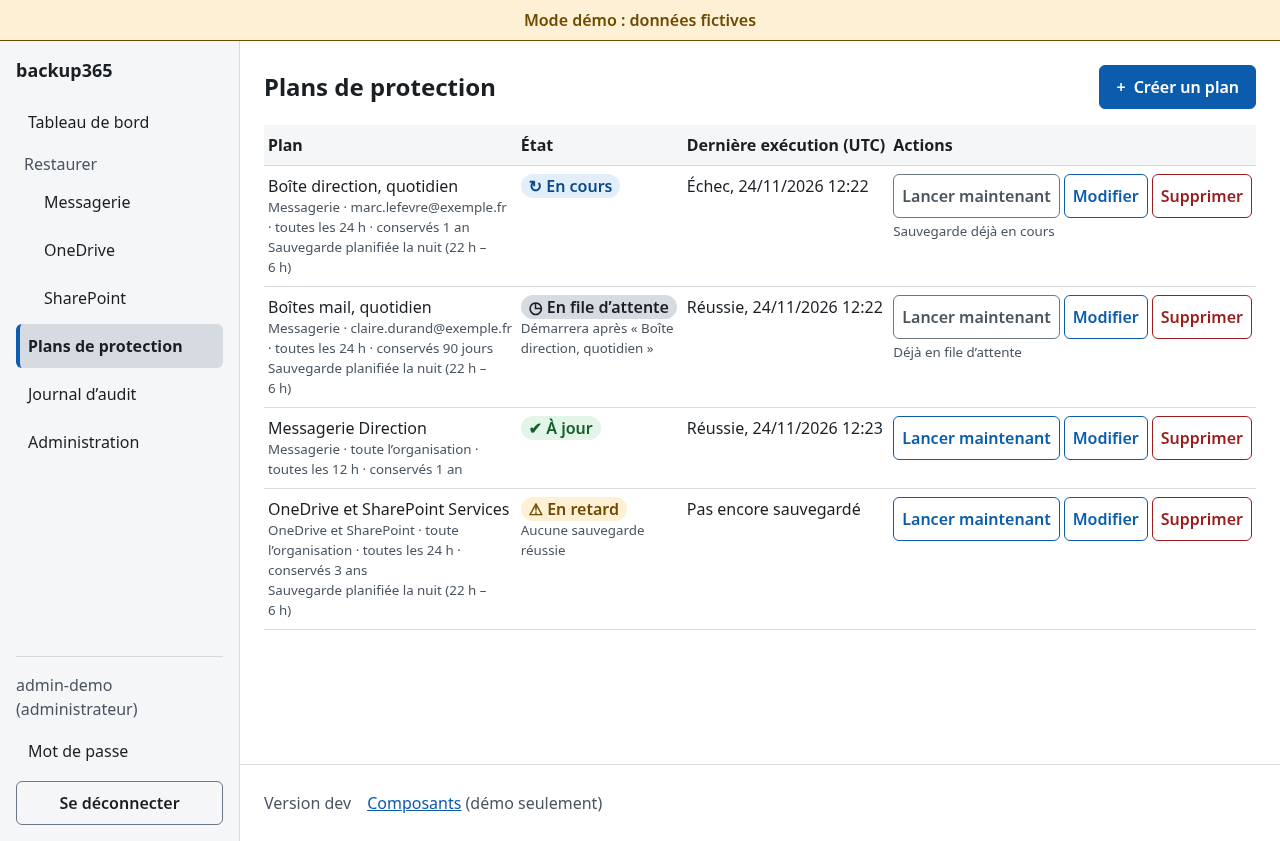 Mode démo : données fictives
backup365
Tableau de bord
Restaurer
Messagerie
OneDrive
SharePoint
Plans de protection
Journal d’audit
Administration
admin-demo
(administrateur)
Mot de passe
Se déconnecter
Plans de protection
+ Créer un plan
Plan État Dernière exécution (UTC) Actions
Boîte direction, quotidien
Messagerie · marc.lefevre@exemple.fr
· toutes les 24 h · conservés 1 an
Sauvegarde planifiée la nuit (22 h –
6 h)
↻ En cours
Échec, 24/11/2026 12:22
Lancer maintenant Modifier Supprimer
Sauvegarde déjà en cours
Boîtes mail, quotidien
Messagerie · claire.durand@exemple.fr
· toutes les 24 h · conservés 90 jours
Sauvegarde planifiée la nuit (22 h –
6 h)
◷ En file d’attente
Démarrera après « Boîte
direction, quotidien »
Réussie, 24/11/2026 12:22
Lancer maintenant Modifier Supprimer
Déjà en file d’attente
Messagerie Direction
Messagerie · toute l’organisation ·
toutes les 12 h · conservés 1 an
✔ À jour
Réussie, 24/11/2026 12:23
Lancer maintenant Modifier Supprimer
OneDrive et SharePoint Services
OneDrive et SharePoint · toute
l’organisation · toutes les 24 h ·
conservés 3 ans
Sauvegarde planifiée la nuit (22 h –
6 h)
⚠ En retard
Aucune sauvegarde
réussie
Pas encore sauvegardé
Lancer maintenant Modifier Supprimer
Version dev Composants (démo seulement)